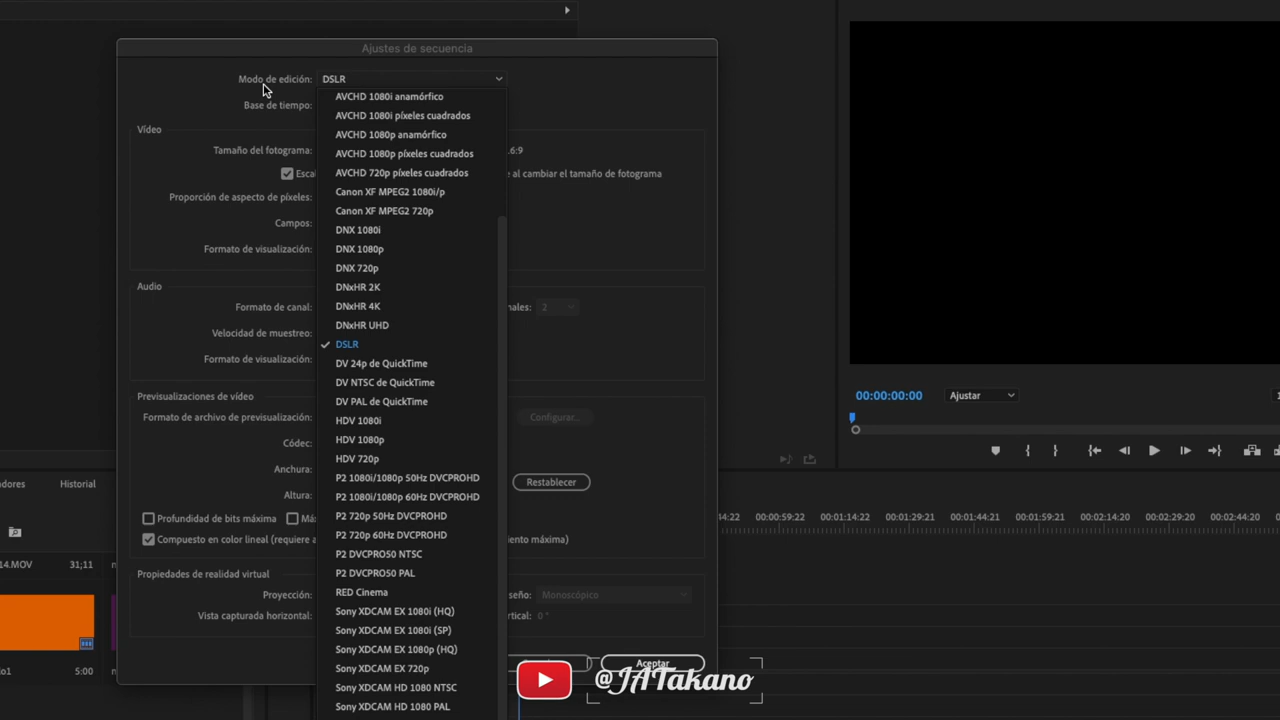 Ajustes de secuencia
Modo de edición: DSLR
Base de tiempo:
AVCHD 1080i anamórfico
AVCHD 1080i píxeles cuadrados
AVCHD 1080p anamórfico
AVCHD 1080p píxeles cuadrados
AVCHD 720p píxeles cuadrados
Canon XF MPEG2 1080i/p
Canon XF MPEG2 720p
DNX 1080i
DNX 1080p
DNX 720p
DNxHR 2K
DNxHR 4K
DNxHR UHD
DSLR
DV 24p de QuickTime
DV NTSC de QuickTime
DV PAL de QuickTime
HDV 1080i
HDV 1080p
HDV 720p
P2 1080i/1080p 50Hz DVCPROHD
P2 1080i/1080p 60Hz DVCPROHD
P2 720p 50Hz DVCPROHD
P2 720p 60Hz DVCPROHD
P2 DVCPRO50 NTSC
P2 DVCPRO50 PAL
RED Cinema
Sony XDCAM EX 1080i (HQ)
Sony XDCAM EX 1080i (SP)
Sony XDCAM EX 1080p (HQ)
Sony XDCAM EX 720p
Sony XDCAM HD 1080 NTSC
Sony XDCAM HD 1080 PAL
Vídeo
Tamaño del fotograma: 6:9
Esca e al cambiar el tamaño de fotograma
Proporción de aspecto de píxeles:
Campos:
Formato de visualización:
Audio
Formato de canal: nales: 2
Velocidad de muestreo:
Formato de visualización:
Previsualizaciones de vídeo
Formato de archivo de previsualización: Configurar...
Códec:
Anchura:
Altura:
Restablecer
Profundidad de bits máxima Má
Compuesto en color lineal (requiere a iento máxima)
Propiedades de realidad virtual
Proyección: seño: Monoscópico
Vista capturada horizontal: tical: 0 °
Aceptar
@JATakano
00:00:00:00 Ajustar
adores Historial
14.MOV 31;11
lo1 5:00
44:22 00:00:59:22 00:01:14:22 00:01:29:21 00:01:44:21 00:01:59:21 00:02:14:20 00:02:29:20 00:02:44:20